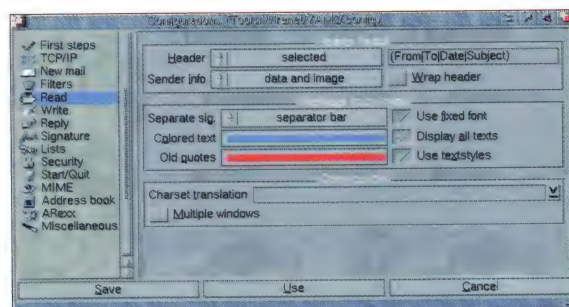 First steps
TCP/IP
New mail
Filters
Read
Write
Reply
Signature
Lists
Security
Start/Quit
MIME
Address book
ARexx
Miscellaneous
Header selected (From|To|Date|Subject)
Sender info data and image Wrap header
Separate sig. separator bar Use fixed font
Colored text Display all texts
Old quotes Use textstyles
Charset translation
Multiple windows
Save Use Cancel